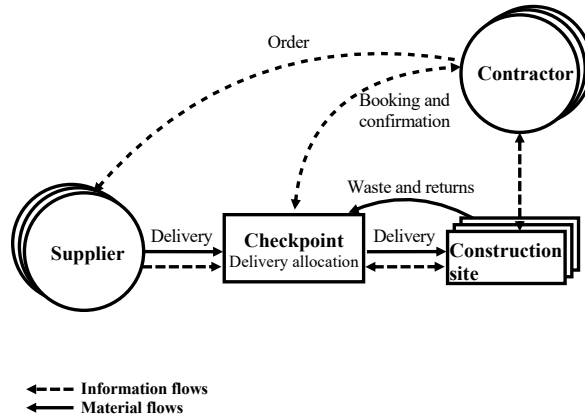 Order
Contractor
Booking and
confirmation
Waste and returns
Supplier
Delivery
Checkpoint
Delivery allocation
Delivery
Construction
site
Information flows
Material flows